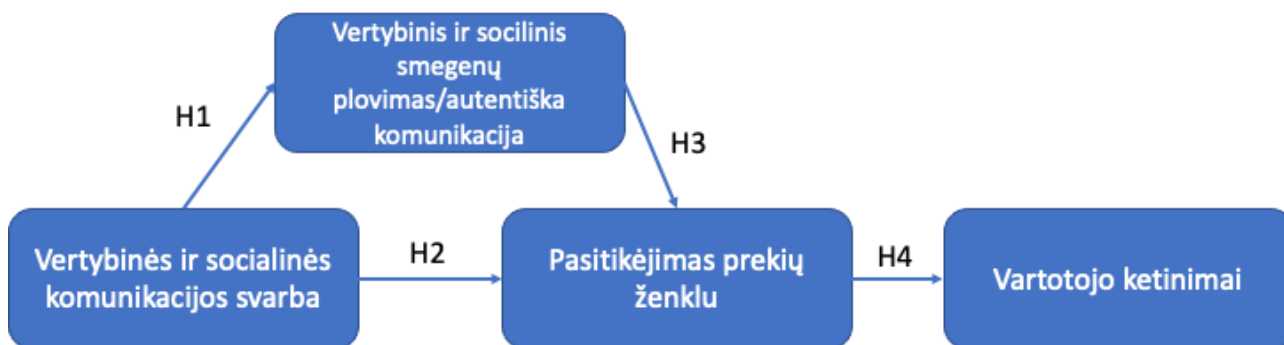 Vertybinis ir socilinis
smegenų
plovimas/autentiška
komunikacija
H1
H3
Vertybinės ir socialinės
komunikacijos svarba
H2
Pasitikėjimas prekių
ženklu
H4
Vartotojo ketinimai